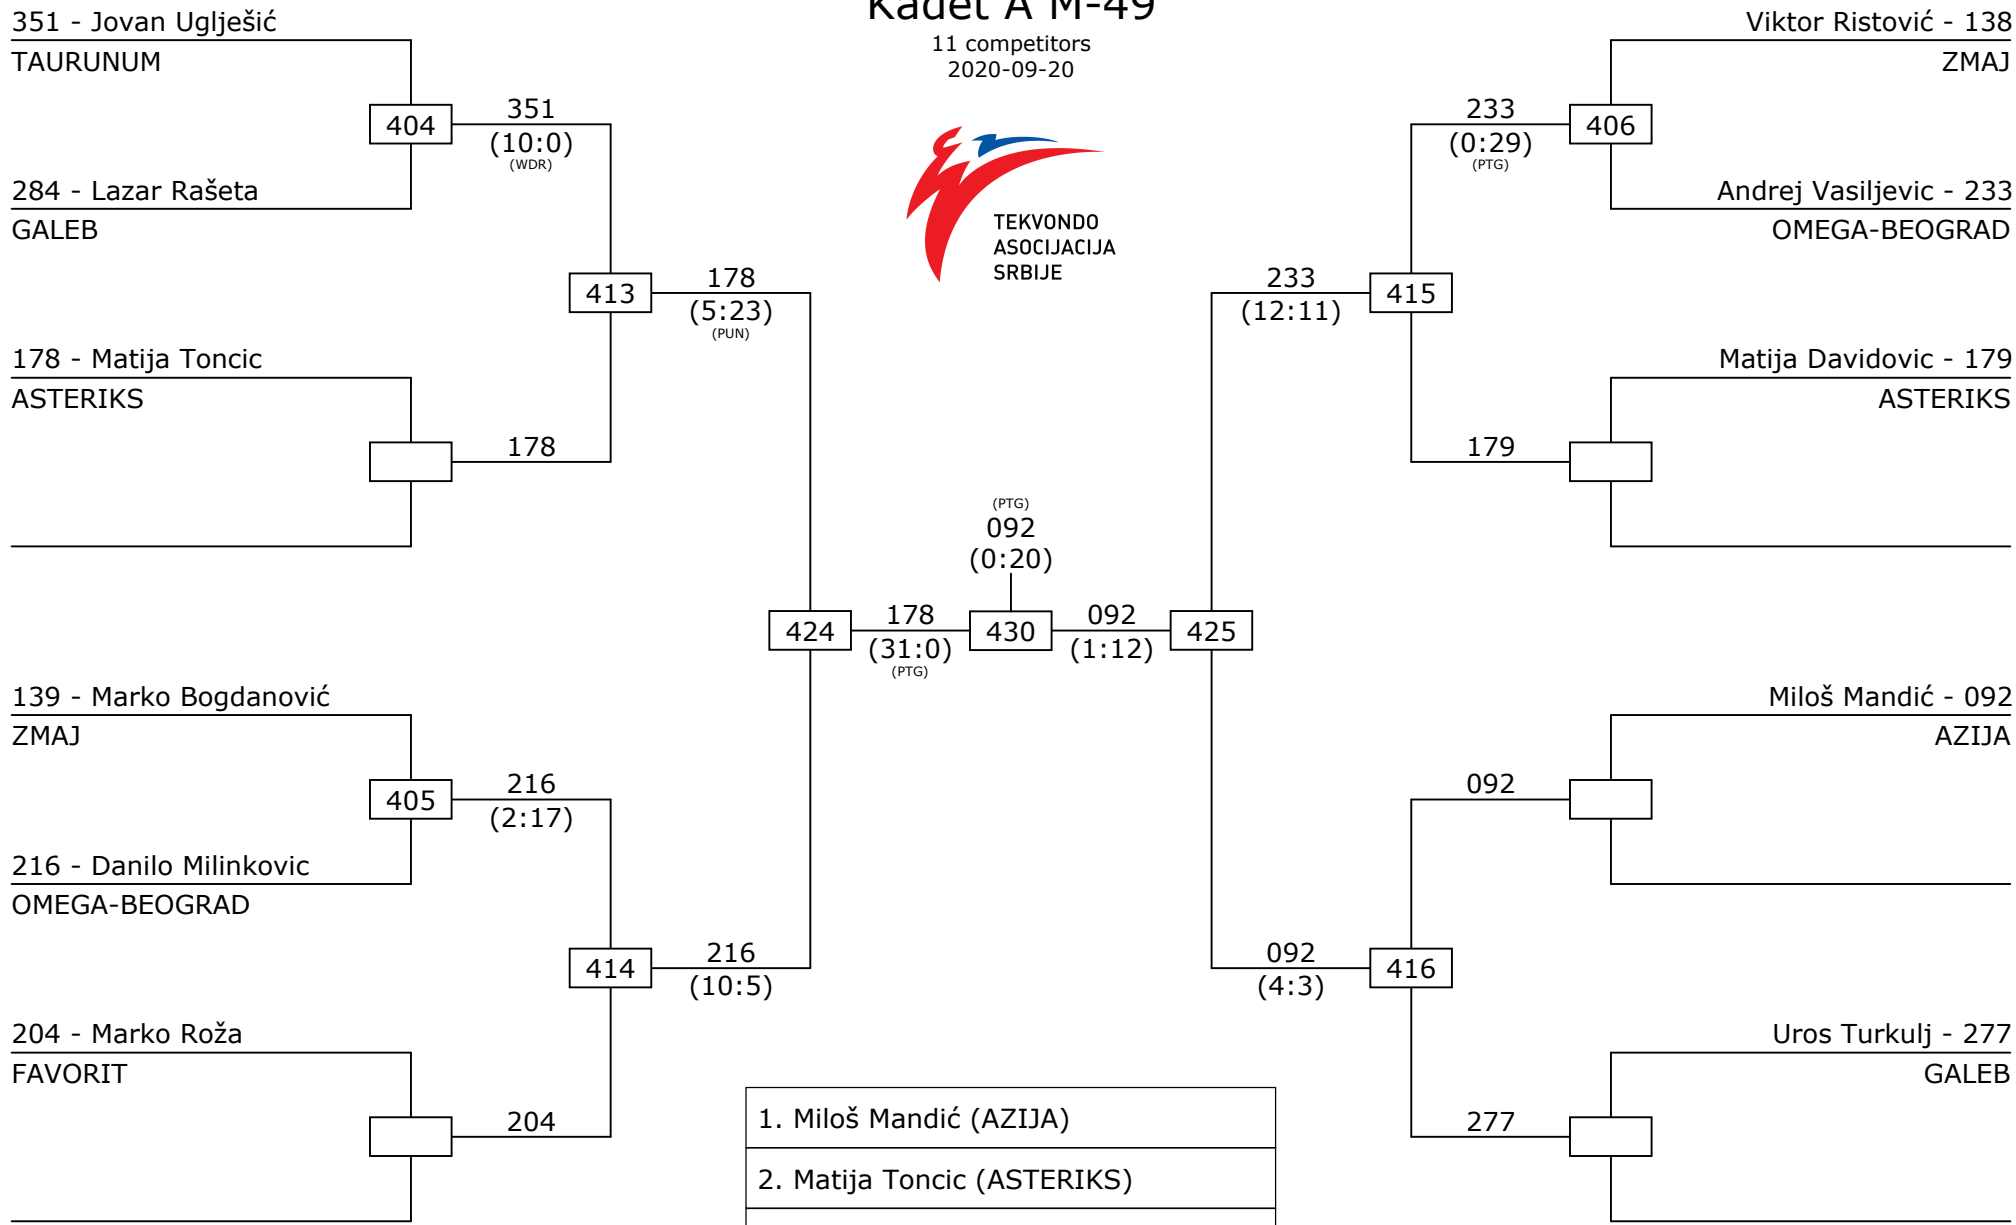 Kadet A M-49
11 competitors
2020-09-20
TEKVONDO
ASOCIJACIJA
SRBIJE
351 - Jovan Uglješić
TAURUNUM
404
351
(10:0)
(WDR)
284 - Lazar Rašeta
GALEB
413
178
(5:23)
(PUN)
178 - Matija Toncic
ASTERIKS
178
139 - Marko Bogdanović
ZMAJ
405
216
(2:17)
216 - Danilo Milinkovic
OMEGA-BEOGRAD
414
216
(10:5)
204 - Marko Roža
FAVORIT
204
424
178
(31:0)
(PTG)
(PTG)
092
(0:20)
430
092
(1:12)
425
Viktor Ristović - 138
ZMAJ
233
(0:29)
(PTG)
406
Andrej Vasiljevic - 233
OMEGA-BEOGRAD
233
(12:11)
415
Matija Davidovic - 179
ASTERIKS
179
Miloš Mandić - 092
AZIJA
092
092
(4:3)
416
Uros Turkulj - 277
GALEB
277
1. Miloš Mandić (AZIJA)
2. Matija Toncic (ASTERIKS)